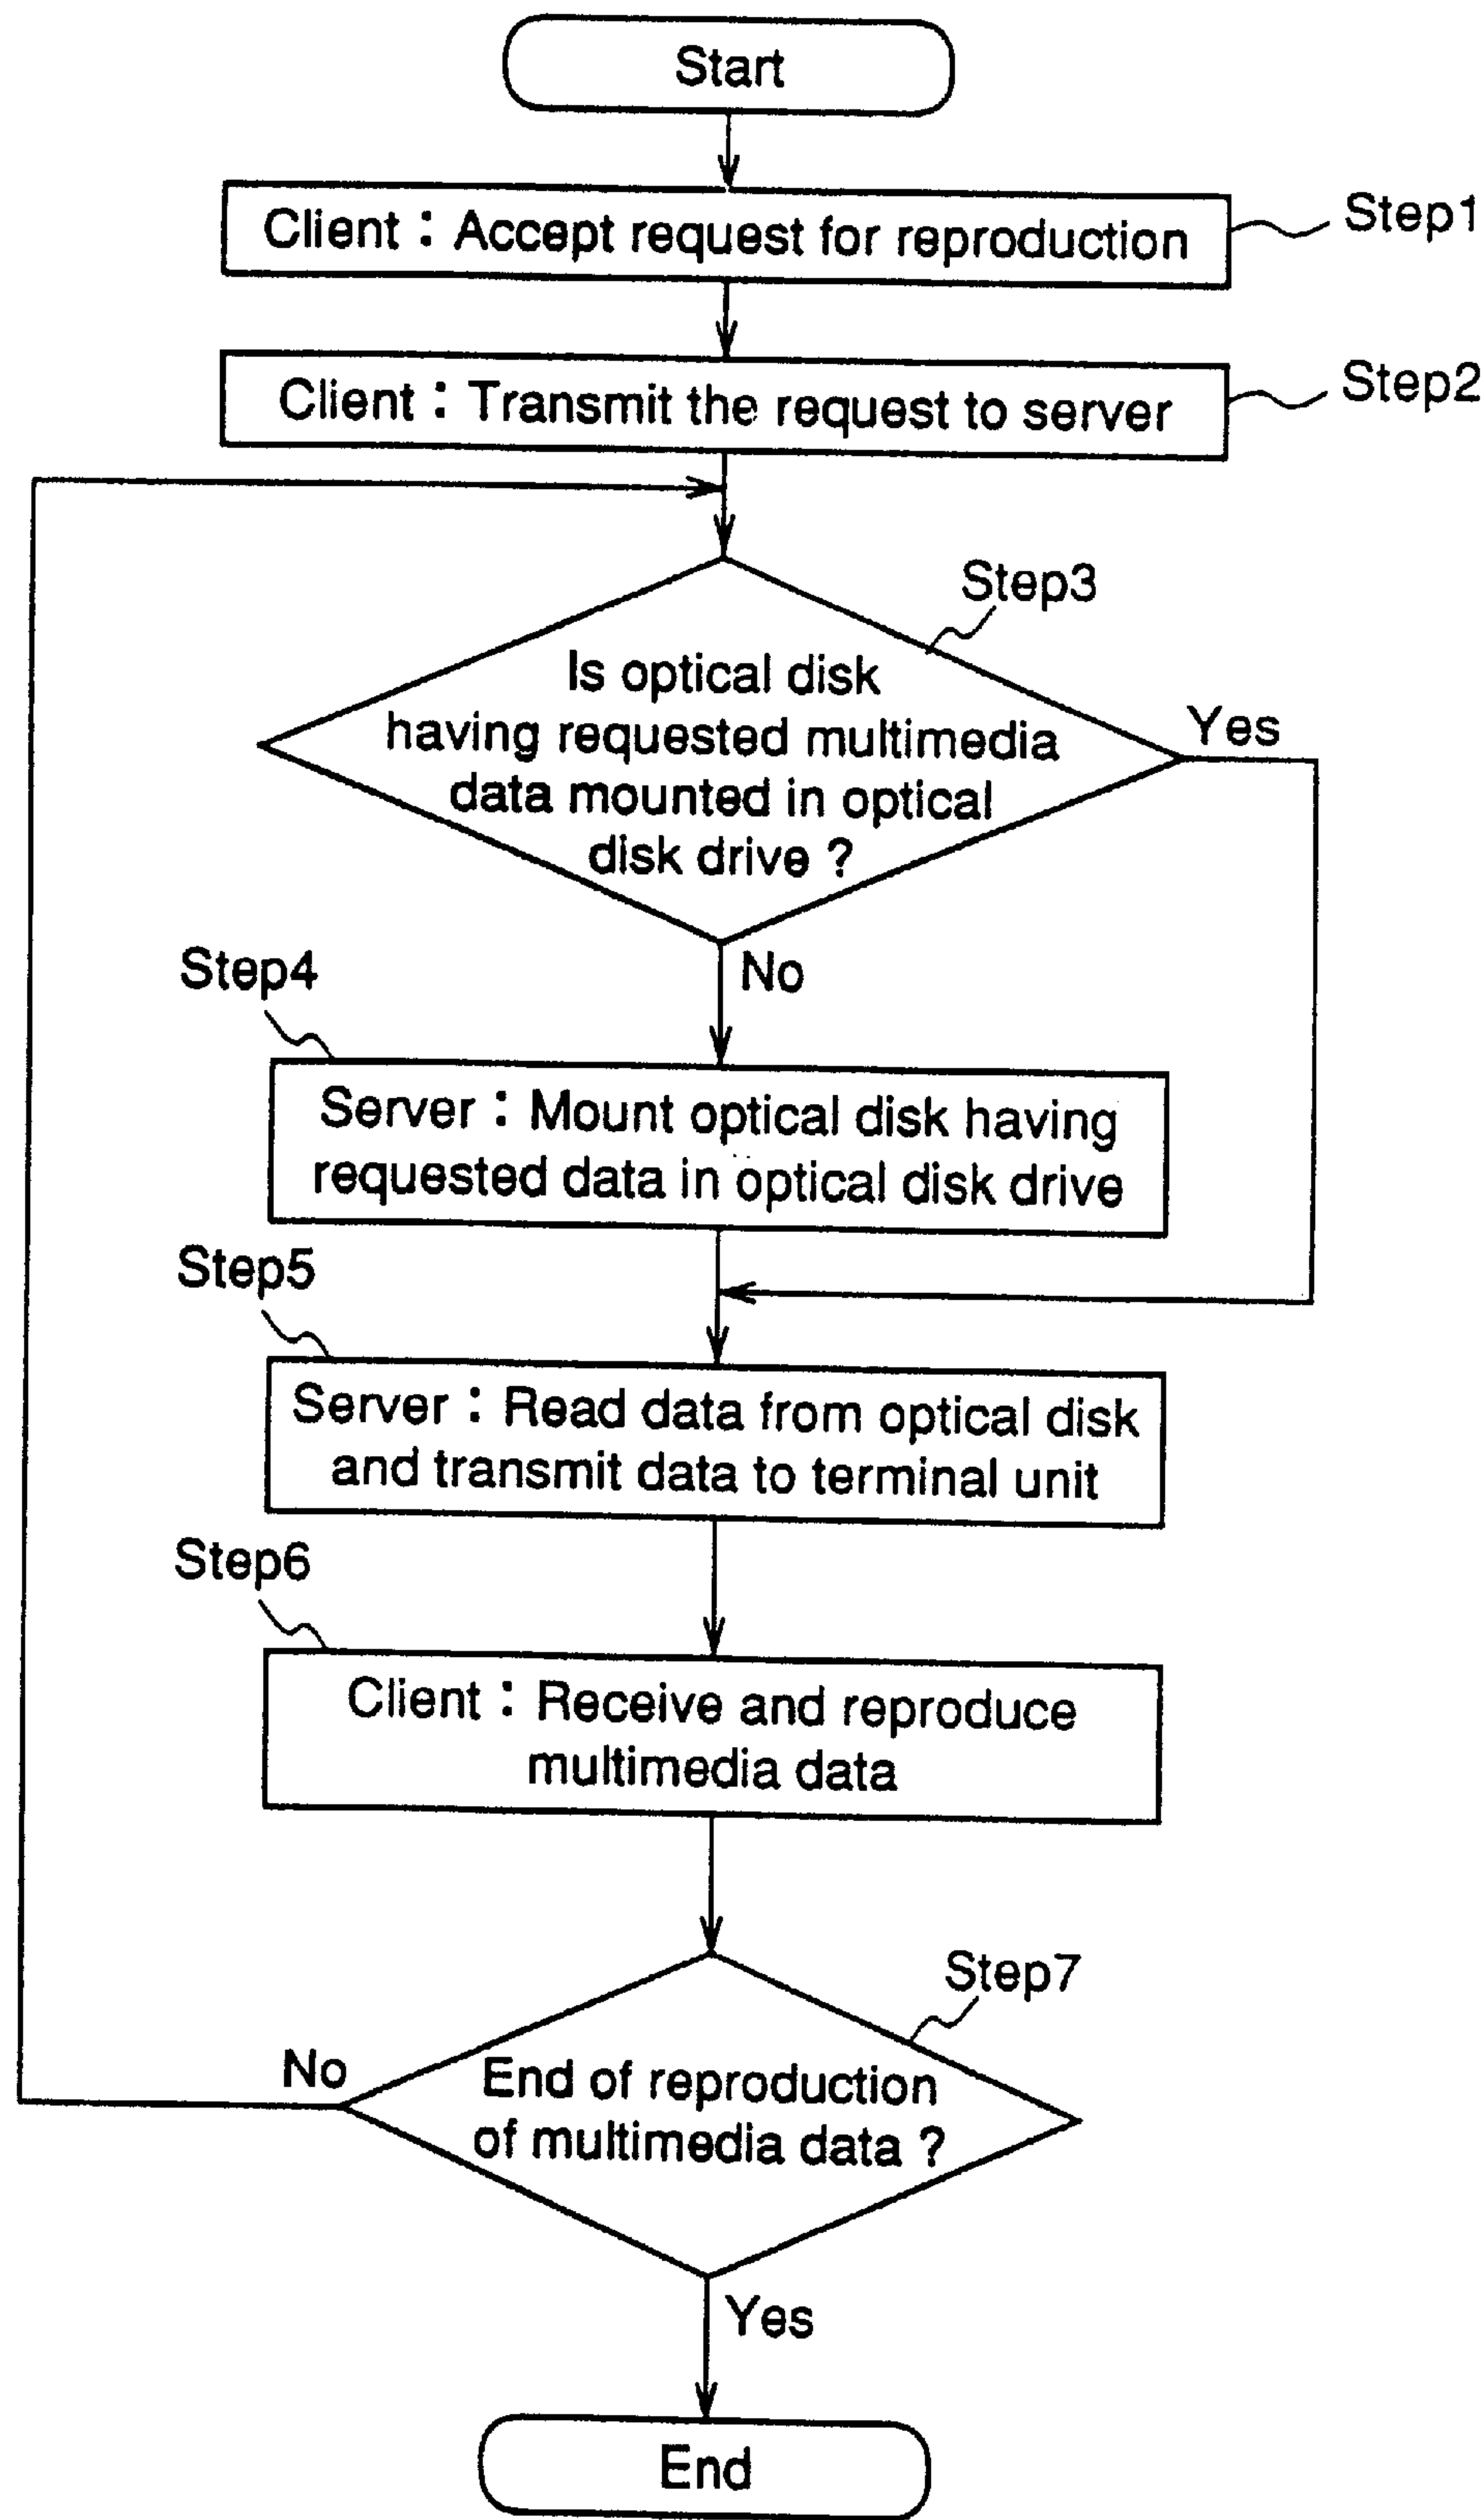 Start
Client : Accept request for reproduction
Step1
Client : Transmit the request to server
Step2
Step3
Is optical disk
having requested multimedia
data mounted in optical
disk drive ?
Yes
No
Step4
Server : Mount optical disk having
requested data in optical disk drive
Step5
Server : Read data from optical disk
and transmit data to terminal unit
Step6
Client : Receive and reproduce
multimedia data
Step7
No
End of reproduction
of multimedia data ?
Yes
End